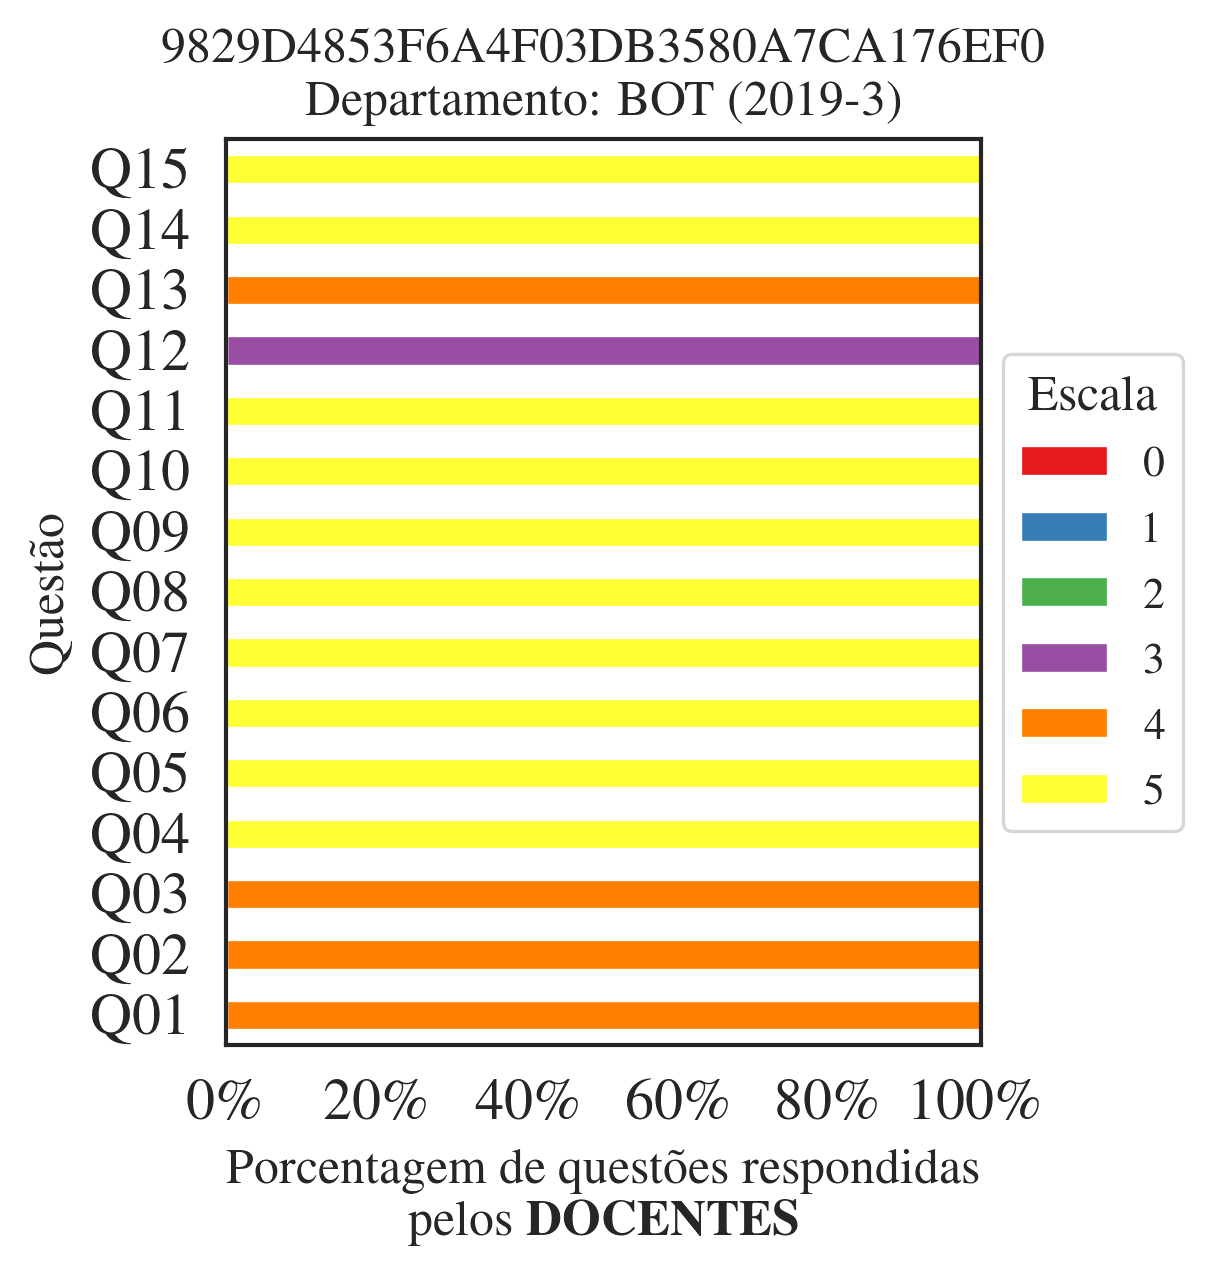 9829D4853F6A4F03DB3580A7CA176EF0
Departamento: BOT (2019-3)
Q15
Q14
Q13
Q12
Q11
Q10
Q09
Q08
Q07
Q06
Q05
Q04
Q03
Q02
Q01
Questão
0% 20% 40% 60% 80% 100%
Porcentagem de questões respondidas
pelos DOCENTES
Escala
0
1
2
3
4
5